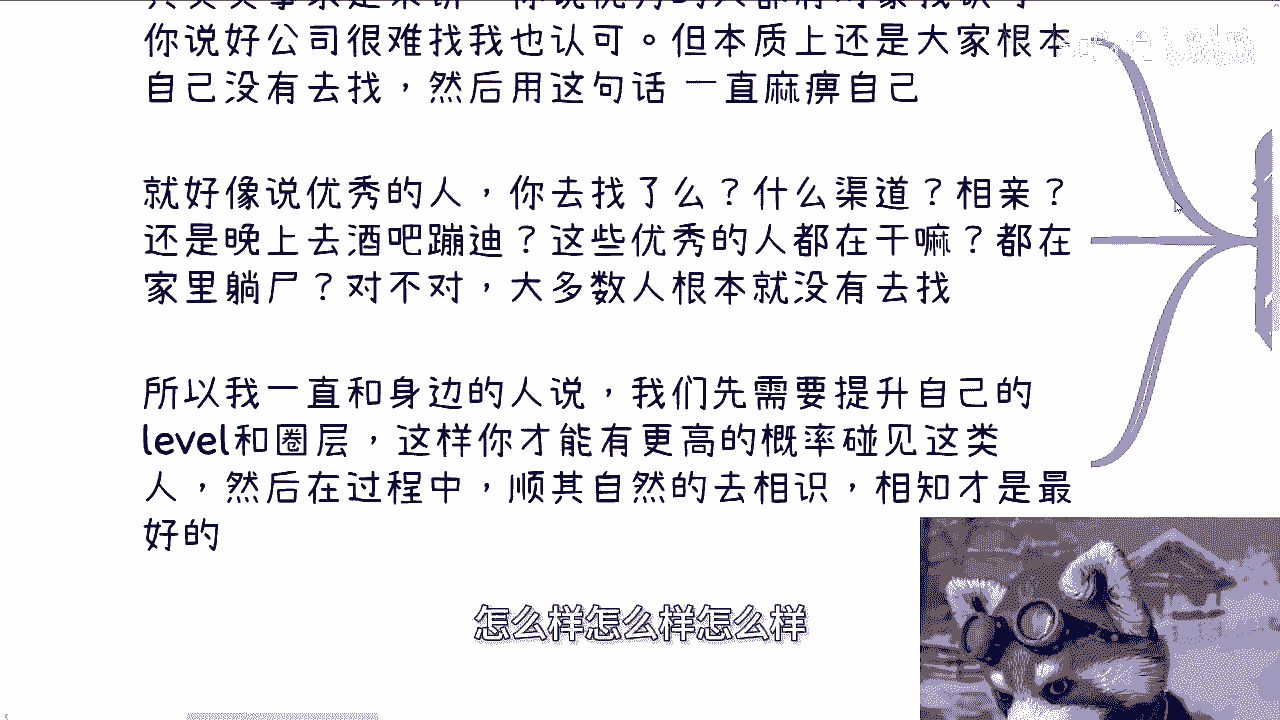 你说好公司很难找我也认可。但本质上还是大家根本
自己没有去找，然后用这句话 一直麻痹自己
就好像说优秀的人，你去找了么？什么渠道？相亲？
还是晚上去酒吧蹦迪？这些优秀的人都在干嘛？都在
家里躺尸？对不对，大多数人根本就没有去找
所以我一直和身边的人说，我们先需要提升自己的
level和圈层，这样你才能有更高的概率碰见这类
人，然后在过程中，顺其自然的去相识，相知才是最
好的
怎么样怎么样怎么样